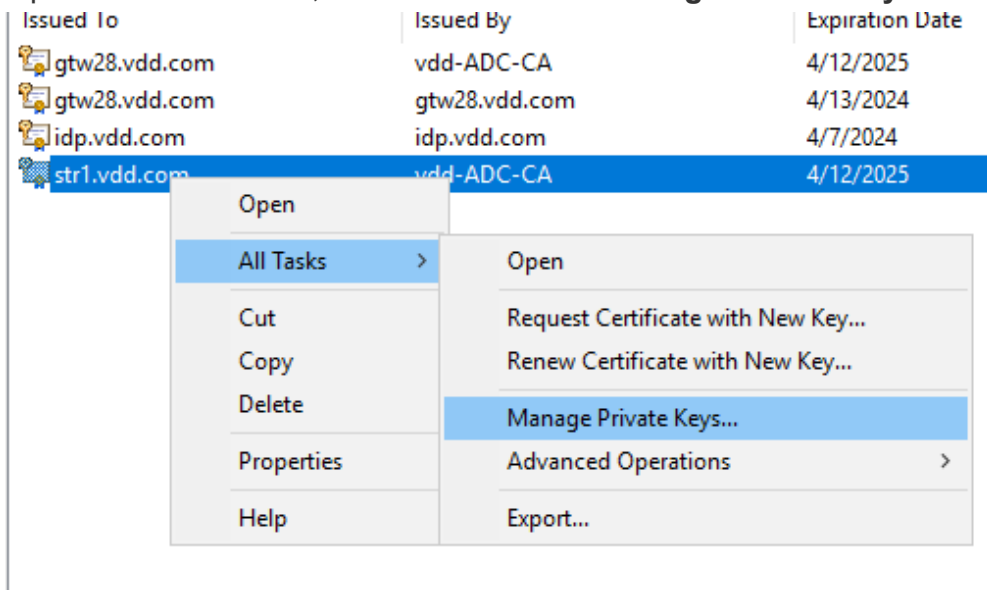 Issued To Issued By Expiration Date
gtw28.vdd.com vdd-ADC-CA 4/12/2025
gtw28.vdd.com gtw28.vdd.com 4/13/2024
idp.vdd.com idp.vdd.com 4/7/2024
str1.vdd.com vdd-ADC-CA 4/12/2025
Open
All Tasks >
Cut
Copy
Delete
Properties
Help
Open
Request Certificate with New Key...
Renew Certificate with New Key...
Manage Private Keys...
Advanced Operations >
Export...